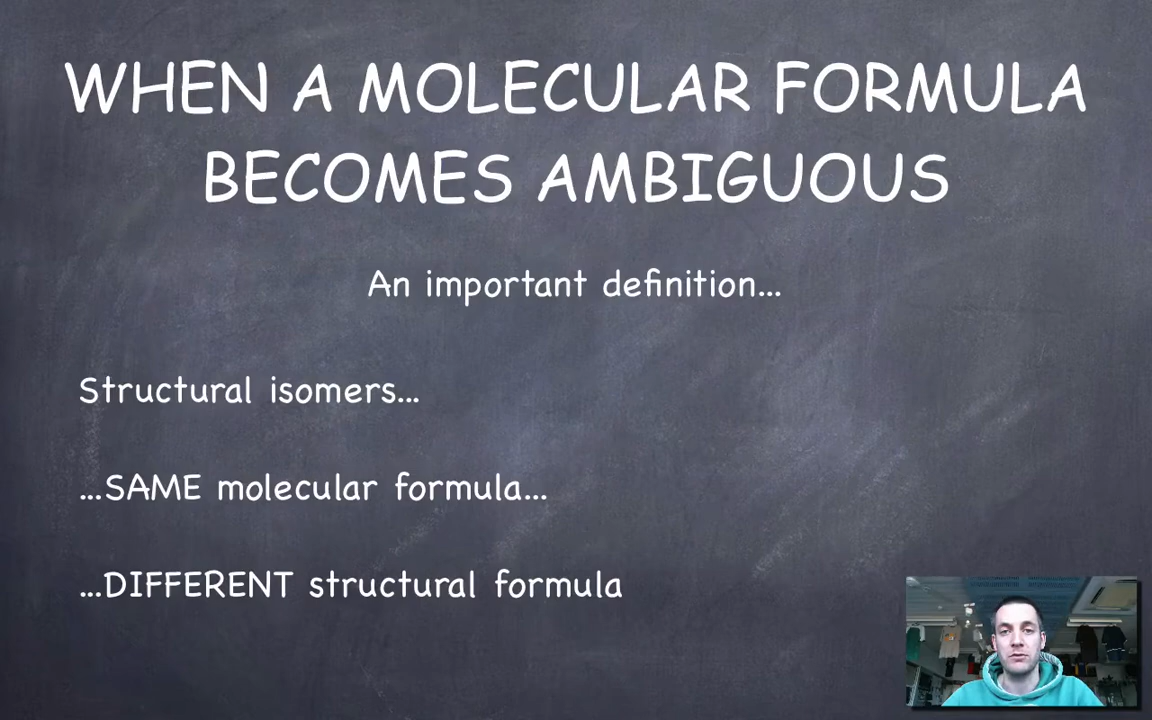 WHEN A MOLECULAR FORMULA
BECOMES AMBIGUOUS
An important definition...
Structural isomers...
...SAME molecular formula...
...DIFFERENT structural formula